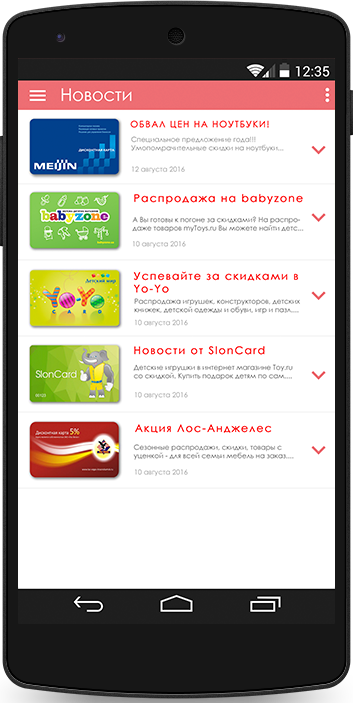 12:35
Новости
ОБВАЛ ЦЕН НА НОУТБУКИ!
Специальное предложение года!!!
Умопомрачительные скидки на ноутбуки...
12 августа 2016
ДИСКОНТНАЯ КАРТА
MEIJIN
Распродажа на babyzone
А Вы готовы к погоне за скидками? На распро-
даже товаров myToys.ru Вы можете найти детс...
10 августа 2016
babyzone
Успевайте за скидками в
Yo-Yo
Распродажа игрушек, конструкторов, детских
книжек, детской одежды и обуви, игр и пазл....
10 августа 2016
Детский мир
YO-YO
CARD
Новости от SlonCard
Детские игрушки в интернет магазине Toy.ru
со скидкой. Купить подарок детям по сам....
10 августа 2016
SlonCard
00123
Акция Лос-Анджелес
Сезонные распродажи, скидки, товары с
уценкой - для всей семьи мебель на заказ....
10 августа 2016
Дисконтная карта 5%